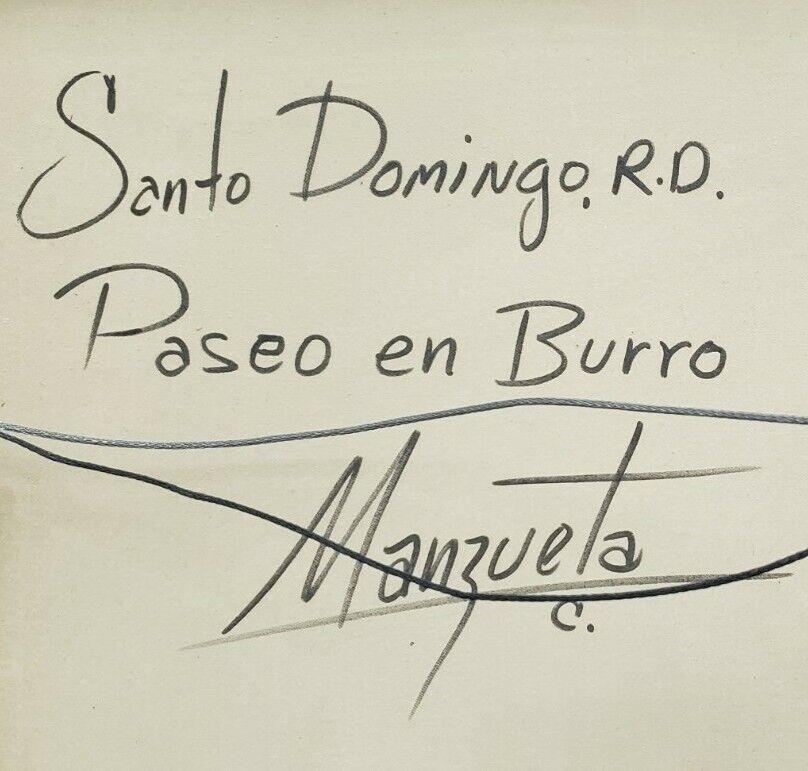 Santo Domingo, R.D.
Paseo en Burro
Manzueta
C.